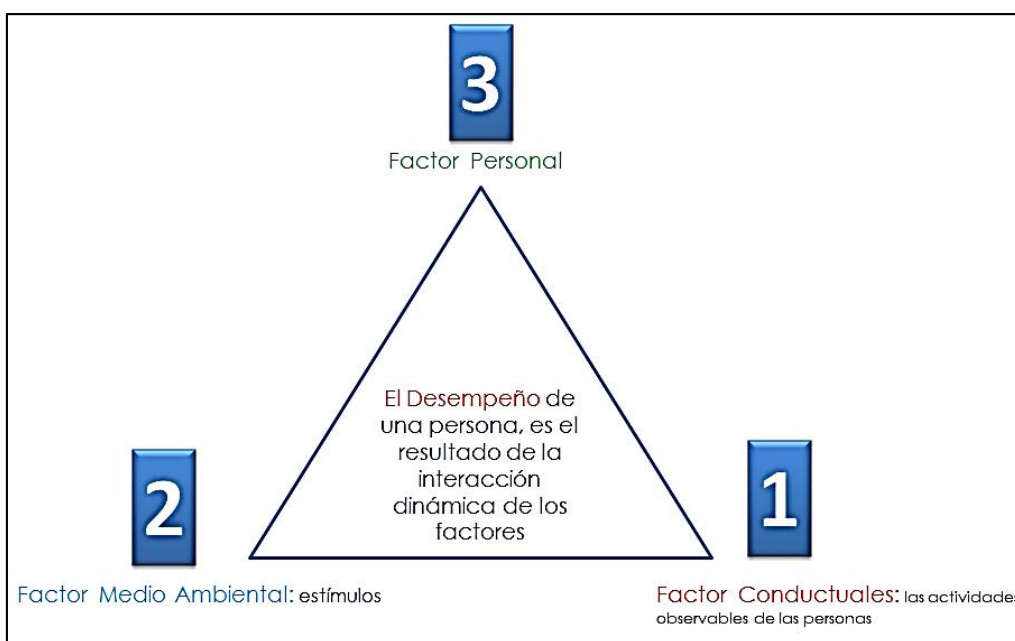 3
Factor Personal
El Desempeño de
una persona, es el
resultado de la
interacción
dinámica de los
factores
2
Factor Medio Ambiental: estímulos
1
Factor Conductuales: las actividades
observables de las personas